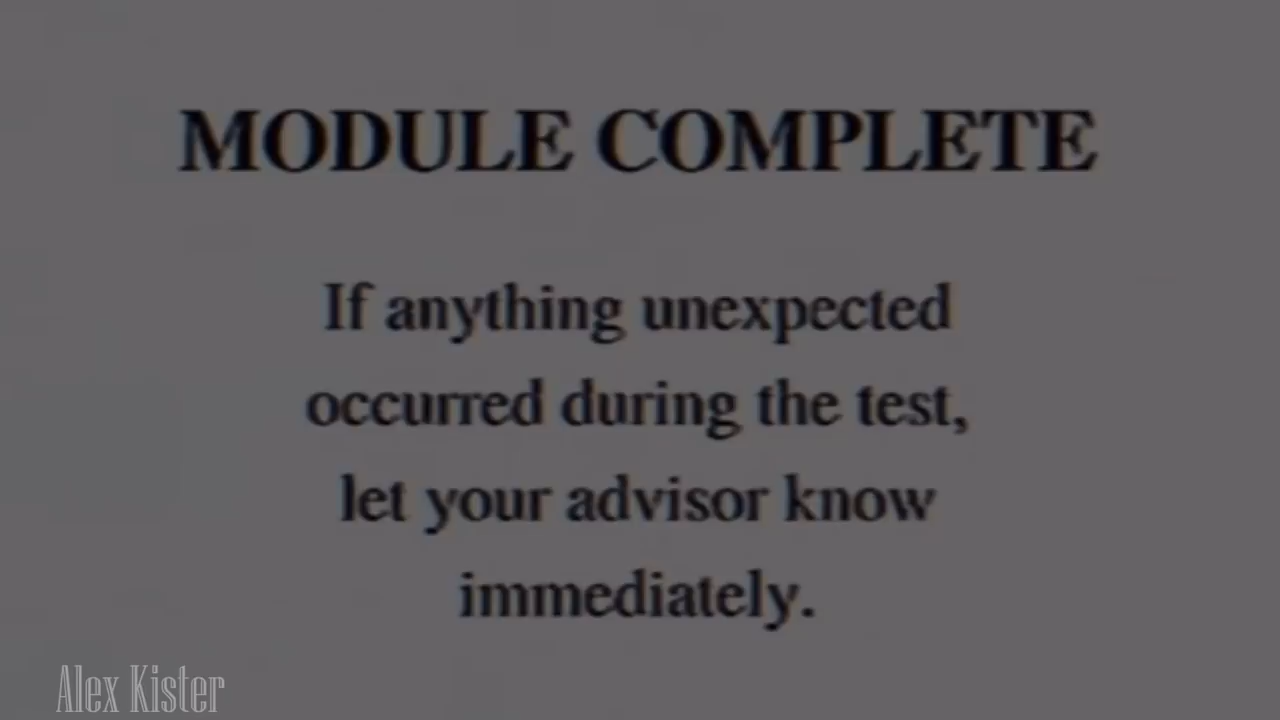 MODULE COMPLETE
If anything unexpected
occurred during the test,
let your advisor know
immediately.
Alex Kister